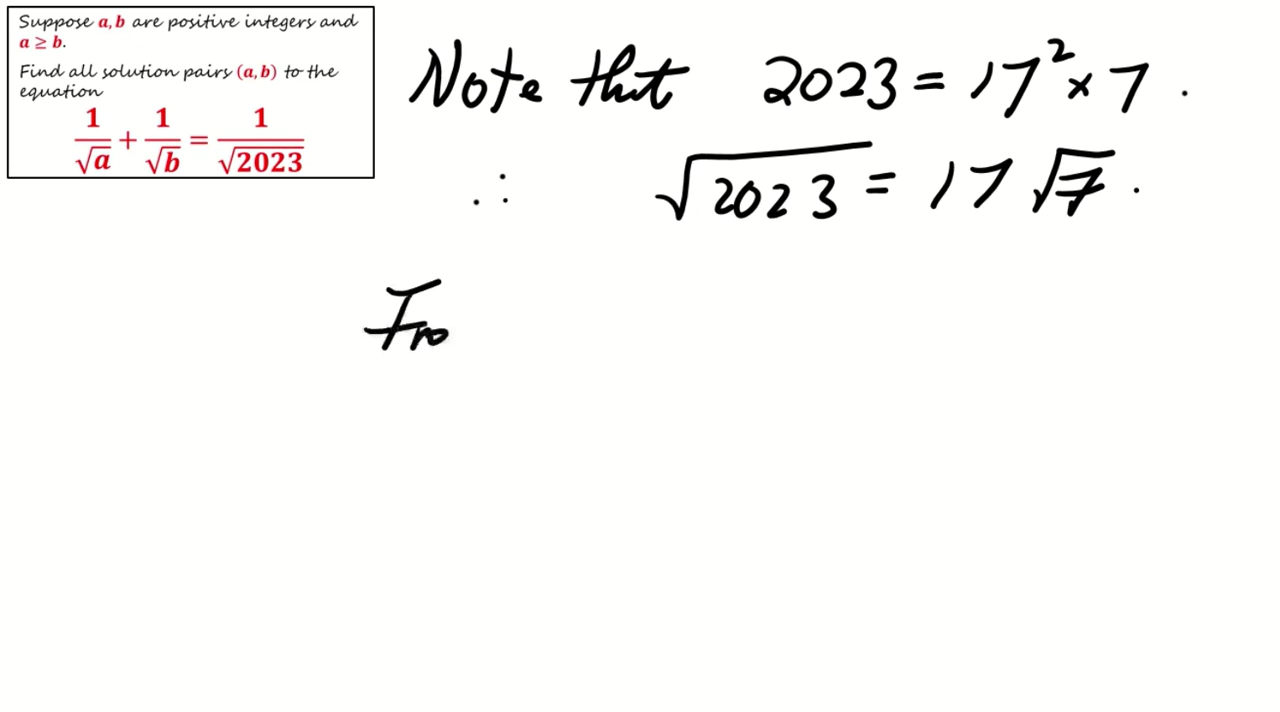 Suppose a, b are positive integers and
a ≥ b.
Find all solution pairs (a, b) to the
equation
1/√a + 1/√b = 1/√2023
Note that 2023 = 17² × 7 .
∴ √2023 = 17√7 .
Fro